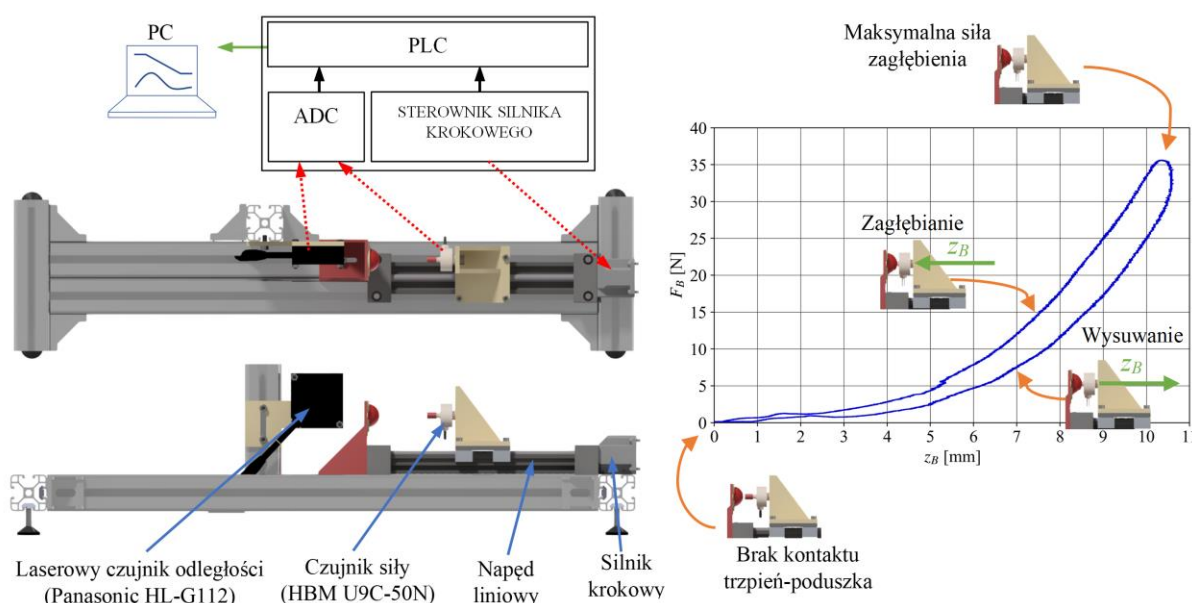 PC
PLC
ADC
STEROWNIK SILNIKA
KROKOWEGO
Laserowy czujnik odległości
(Panasonic HL-G112)
Czujnik siły
(HBM U9C-50N)
Napęd
liniowy
Silnik
krokowy
Maksymalna siła
zagłębienia
40
35
30
25
20
15
10
5
0
F_B [N]
Zagłębianie
z_B
Wysuwanie
z_B
0 1 2 3 4 5 6 7 8 9 10 11
z_B [mm]
Brak kontaktu
trzpień-poduszka